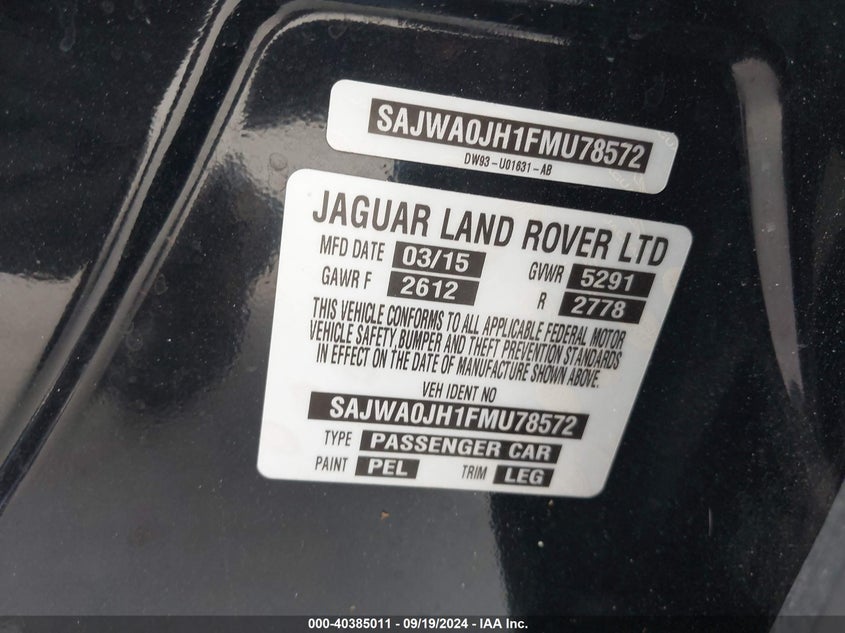 SAJWA0JH1FMU78572
DW93-U01631-AB
JAGUAR LAND ROVER LTD
MFD DATE 03/15 GVWR 5291
GAWR F 2612 R 2778
THIS VEHICLE CONFORMS TO ALL APPLICABLE FEDERAL MOTOR
VEHICLE SAFETY, BUMPER AND THEFT PREVENTION STANDARDS
IN EFFECT ON THE DATE OF MANUFACTURE SHOWN ABOVE.
VEH IDENT NO
SAJWA0JH1FMU78572
TYPE PASSENGER CAR
PAINT PEL TRIM LEG
000-40385011 - 09/19/2024 - IAA Inc.